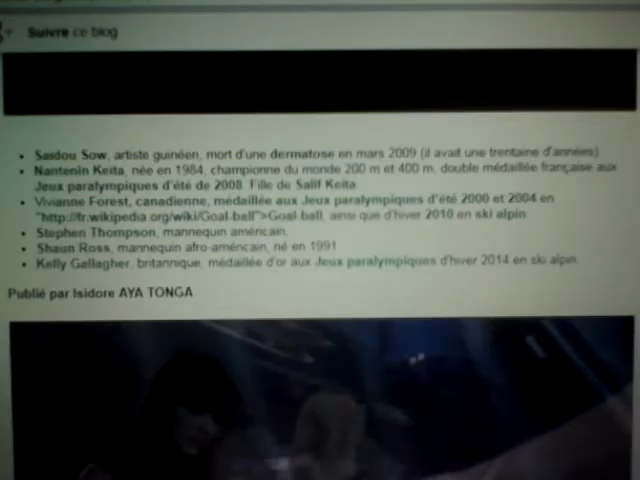 Suivre ce blog
Saidou Sow, artiste guinéen, mort d'une dermatose en mars 2009 (il avait une trentaine d'années).
Nantenin Keita, née en 1984, championne du monde 200 m et 400 m, double médaillée française aux
Jeux paralympiques d'été de 2008. Fille de Salif Keita.
Vivianne Forest, canadienne, médaillée aux Jeux paralympiques d'été 2000 et 2004 en
"http://fr.wikipedia.org/wiki/Goal-ball">Goal ball, ainsi que d'hiver 2010 en ski alpin.
Stephen Thompson, mannequin américain.
Shaun Ross, mannequin afro-américain, né en 1991
Kelly Gallagher, britannique, médaillée d'or aux Jeux paralympiques d'hiver 2014 en ski alpin.
Publié par Isidore AYA TONGA